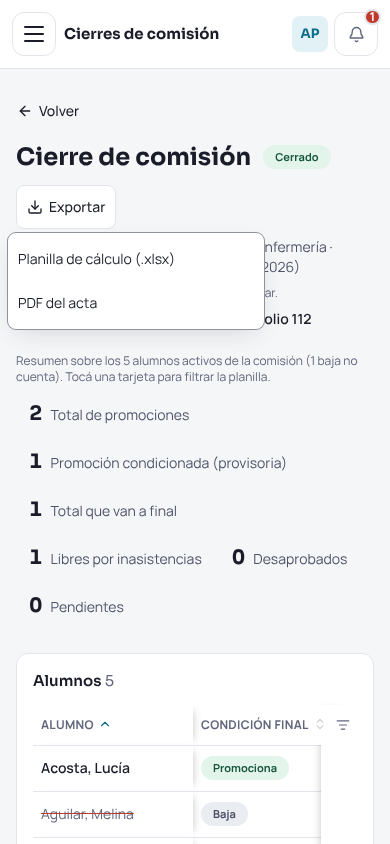 Cierres de comisión
AP
1
Volver
Cierre de comisión
Cerrado
Exportar
Planilla de cálculo (.xlsx)
PDF del acta
nfermería ·
2026)
ar.
olio 112
Resumen sobre los 5 alumnos activos de la comisión (1 baja no
cuenta). Tocá una tarjeta para filtrar la planilla.
2 Total de promociones
1 Promoción condicionada (provisoria)
1 Total que van a final
1 Libres por inasistencias
0 Desaprobados
0 Pendientes
Alumnos 5
ALUMNO
CONDICIÓN FINAL
Acosta, Lucía
Promociona
Aguilar, Melina
Baja